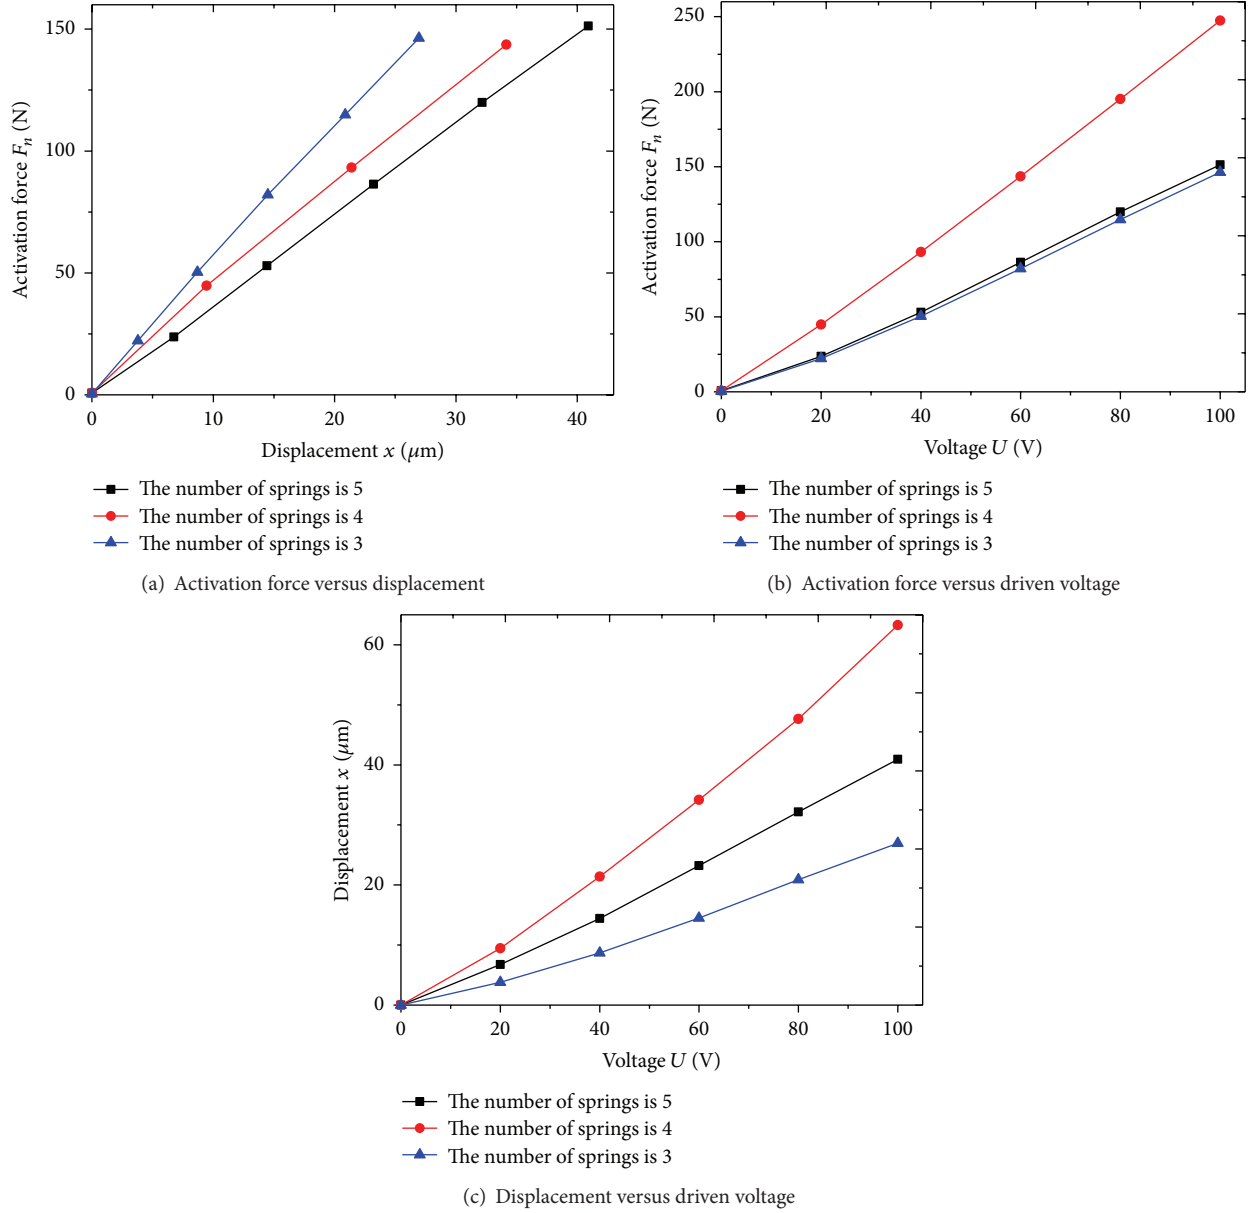 150
100
50
0
Activation force Fn (N)
0 10 20 30 40
Displacement x (μm)
The number of springs is 5
The number of springs is 4
The number of springs is 3
(a) Activation force versus displacement
250
200
150
100
50
0
Activation force Fn (N)
0 20 40 60 80 100
Voltage U (V)
The number of springs is 5
The number of springs is 4
The number of springs is 3
(b) Activation force versus driven voltage
60
40
20
0
Displacement x (μm)
0 20 40 60 80 100
Voltage U (V)
The number of springs is 5
The number of springs is 4
The number of springs is 3
(c) Displacement versus driven voltage